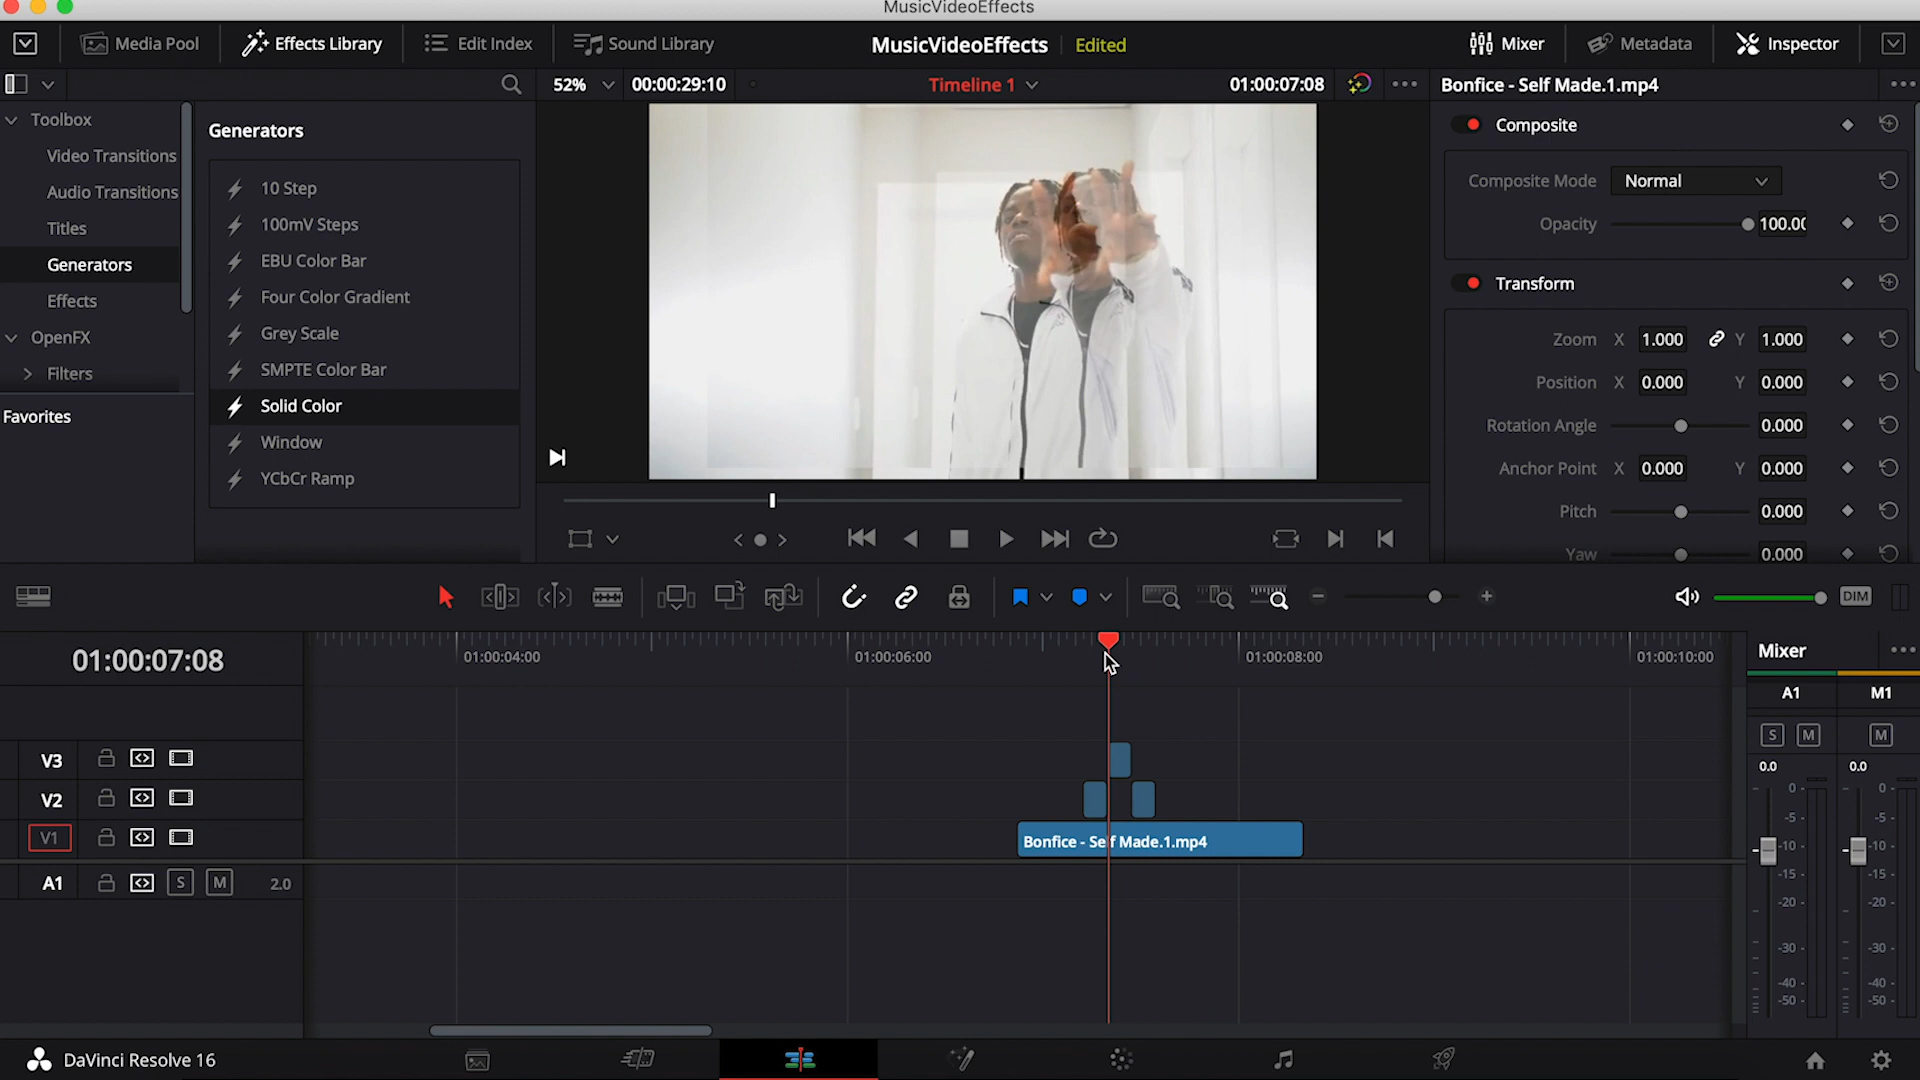 MusicVideoEffects
Media Pool
Effects Library
Edit Index
Sound Library
MusicVideoEffects
Edited
Mixer
Metadata
Inspector
52%
00:00:29:10
Timeline 1
01:00:07:08
Bonfice - Self Made.1.mp4
Toolbox
Video Transitions
Audio Transitions
Titles
Generators
Effects
OpenFX
Filters
Favorites
Generators
10 Step
100mV Steps
EBU Color Bar
Four Color Gradient
Grey Scale
SMPTE Color Bar
Solid Color
Window
YCbCr Ramp
Composite
Composite Mode Normal
Opacity 100.00
Transform
Zoom X 1.000 Y 1.000
Position X 0.000 Y 0.000
Rotation Angle 0.000
Anchor Point X 0.000 Y 0.000
Pitch 0.000
Yaw 0.000
DIM
01:00:07:08
01:00:04:00
01:00:06:00
01:00:08:00
01:00:10:00
V3
V2
V1
Bonfice - Self Made.1.mp4
A1 S M 2.0
Mixer
A1 M1
S M M
0.0 0.0
0- 0-
-5- -5-
-10- -10-
-15- -15-
-20- -20-
-30- -30-
-40- -40-
-50- -50-
DaVinci Resolve 16